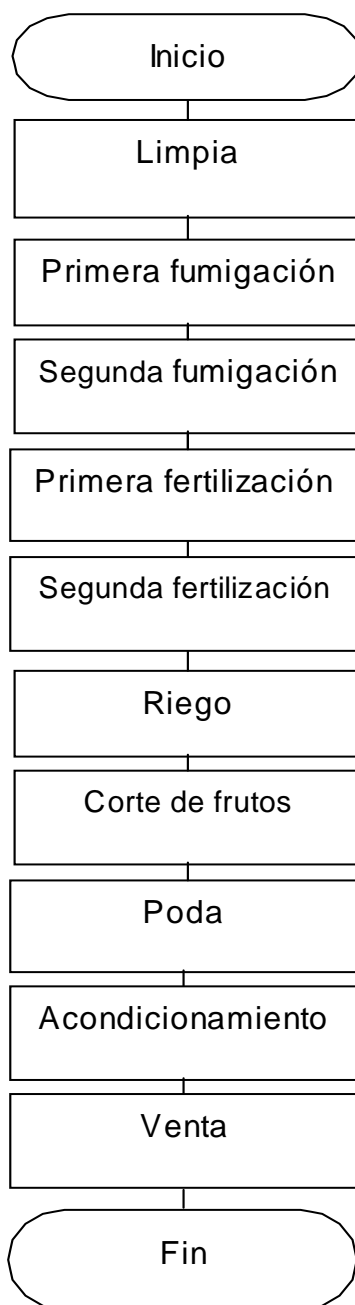 Inicio
Limpia
Primera fumigación
Segunda fumigación
Primera fertilización
Segunda fertilización
Riego
Corte de frutos
Poda
Acondicionamiento
Venta
Fin